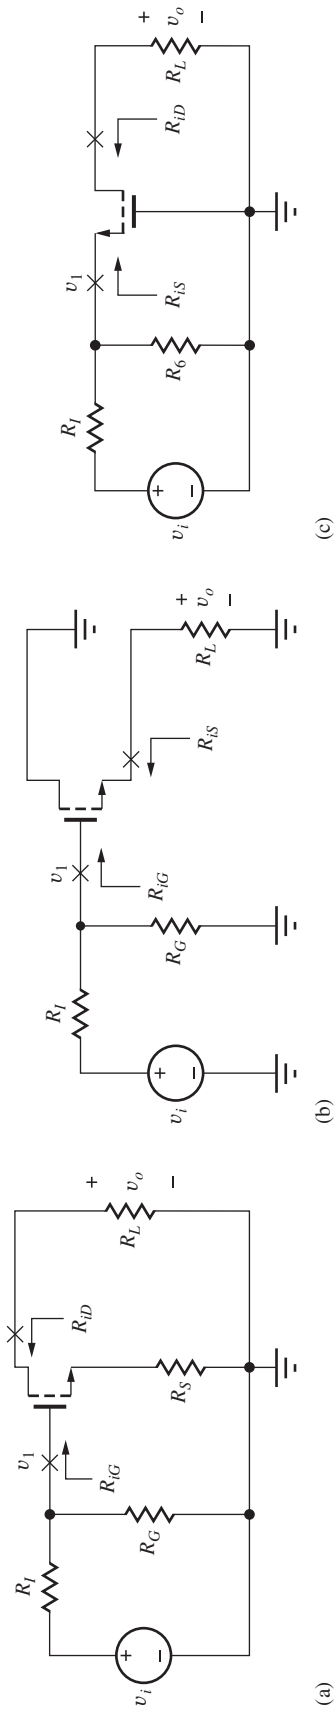 (a)
v_i
+
−
R_I
R_G
v_1
R_iG
R_iD
R_S
R_L
+
v_o
−
(b)
v_i
+
−
R_I
R_G
v_1
R_iG
R_iS
R_L
+
v_o
−
(c)
v_i
+
−
R_I
R_6
v_1
R_iS
R_iD
R_L
+
v_o
−